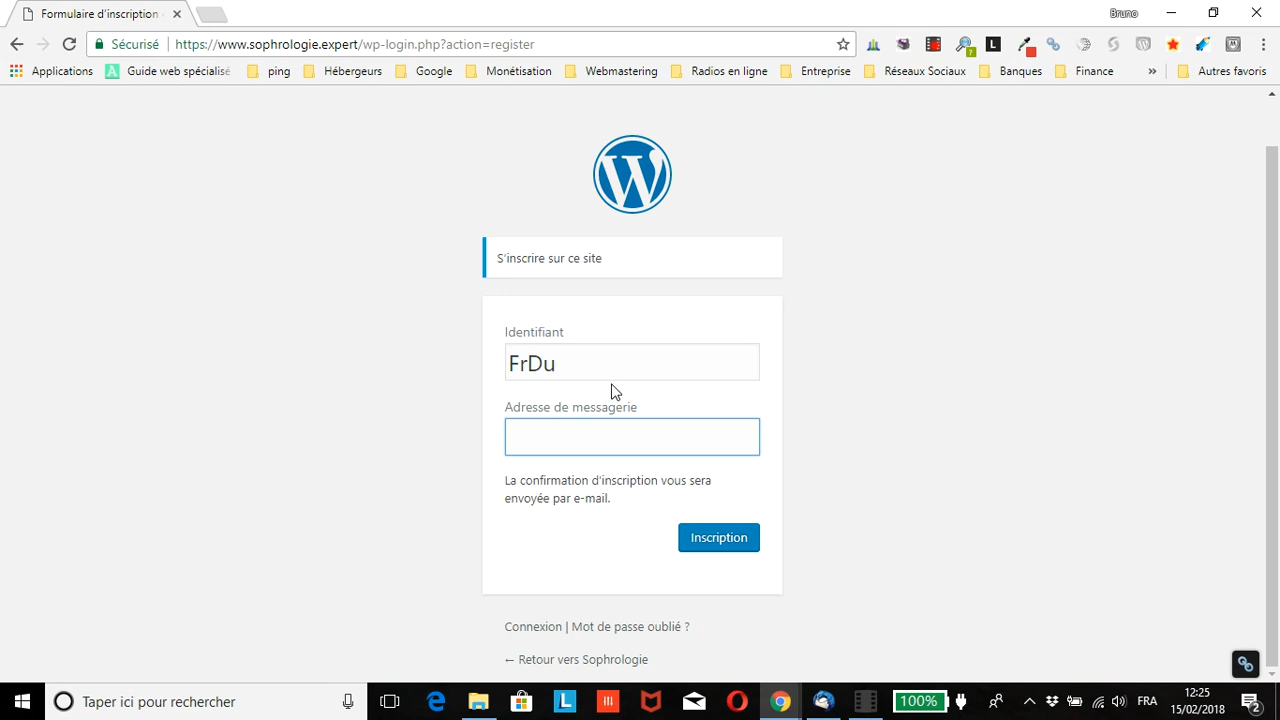 Formulaire d'inscription
Bruno
Sécurisé
https://www.sophrologie.expert/wp-login.php?action=register
Applications
Guide web spécialisé
ping
Hébergeurs
Google
Monétisation
Webmastering
Radios en ligne
Entreprise
Réseaux Sociaux
Banques
Finance
»
Autres favoris
S'inscrire sur ce site
Identifiant
FrDu
Adresse de messagerie
La confirmation d'inscription vous sera
envoyée par e-mail.
Inscription
Connexion | Mot de passe oublié ?
← Retour vers Sophrologie
Taper ici pour rechercher
100%
FRA
12:25
15/02/2018
2